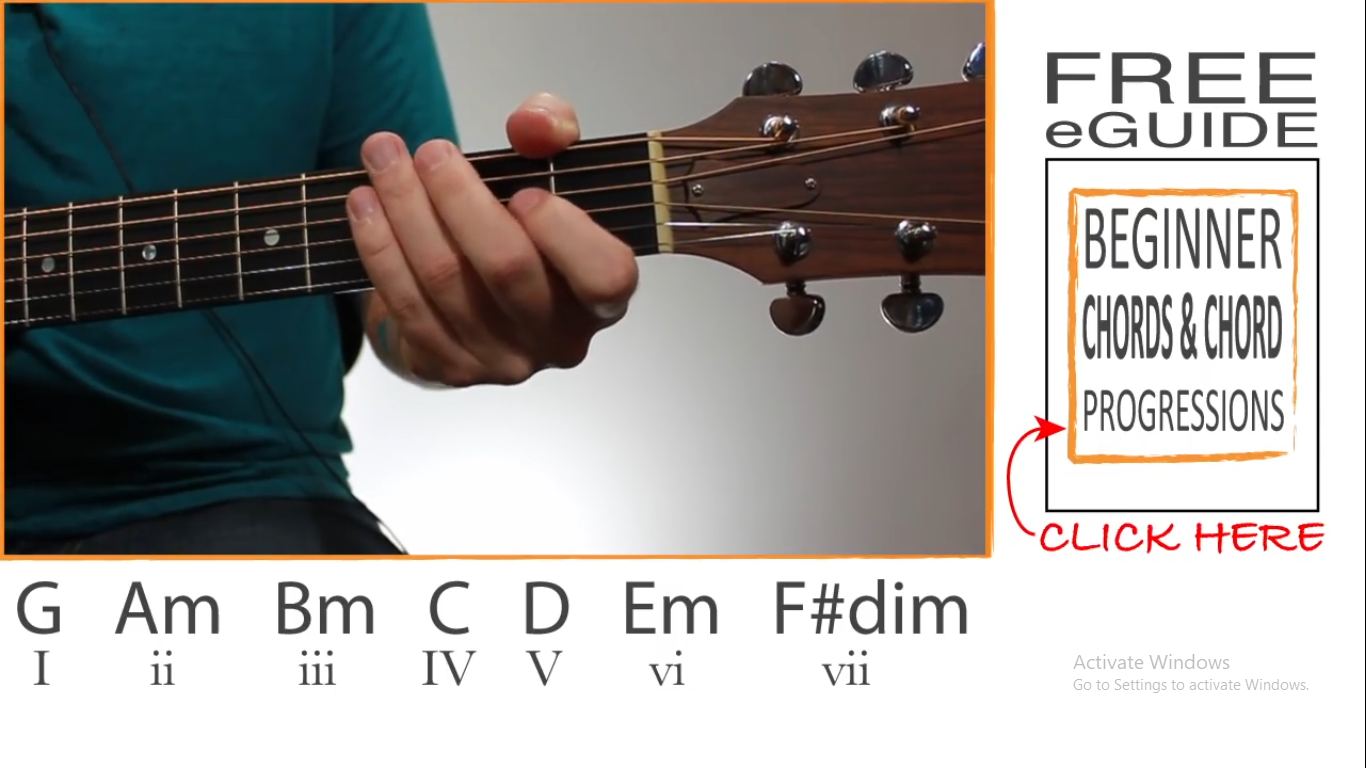 FREE
eGUIDE
BEGINNER
CHORDS & CHORD
PROGRESSIONS
CLICK HERE
G Am Bm C D Em F#dim
I ii iii IV V vi vii
Activate Windows
Go to Settings to activate Windows.